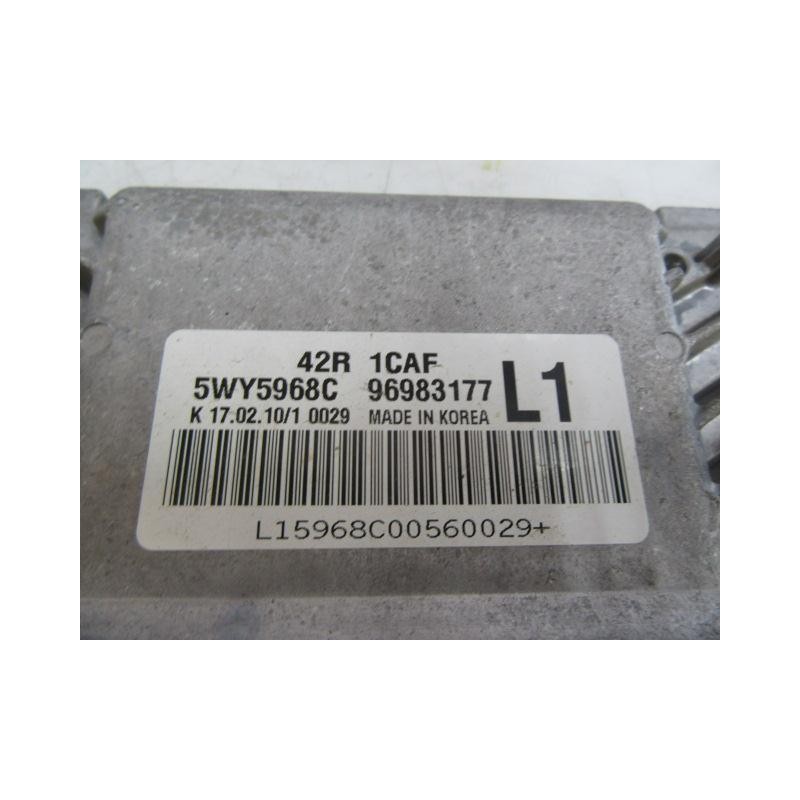 42R 1CAF
5WY5968C 96983177 L1
K 17.02.10/1 0029 MADE IN KOREA
L15968C00560029+